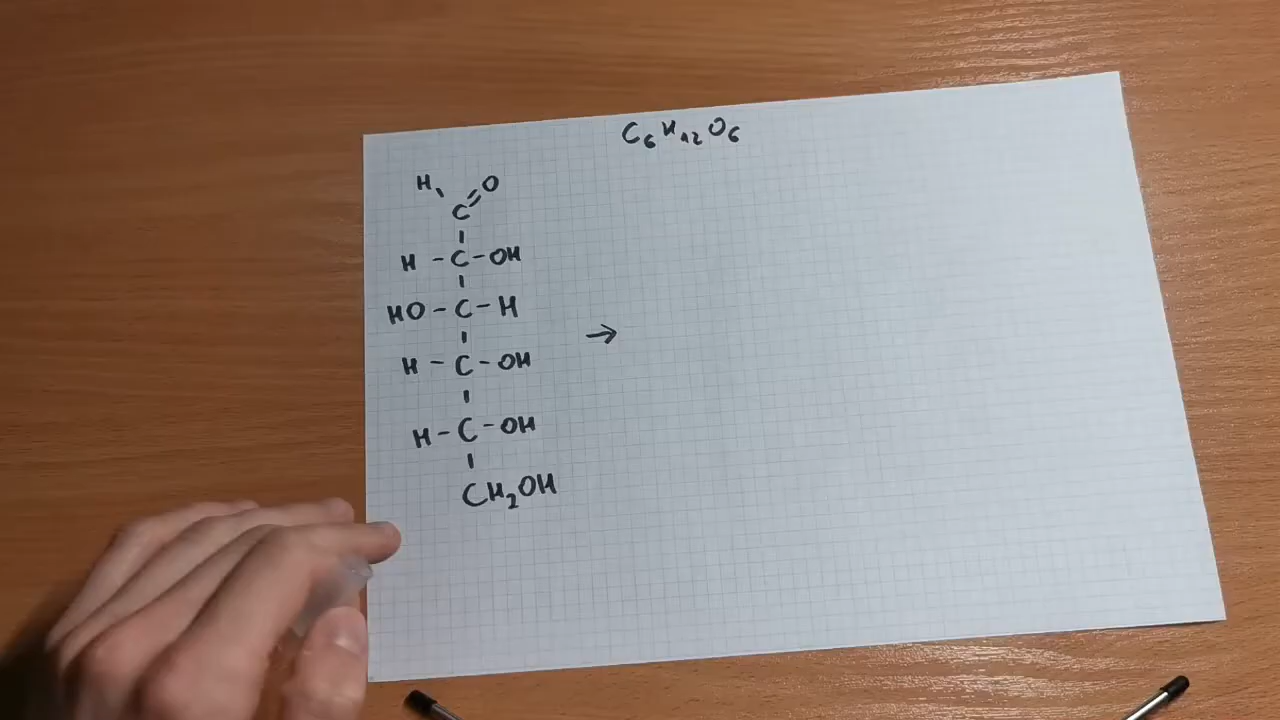 C₆H₁₂O₆
H O
C
H - C - OH
HO - C - H
→
H - C - OH
H - C - OH
CH₂OH